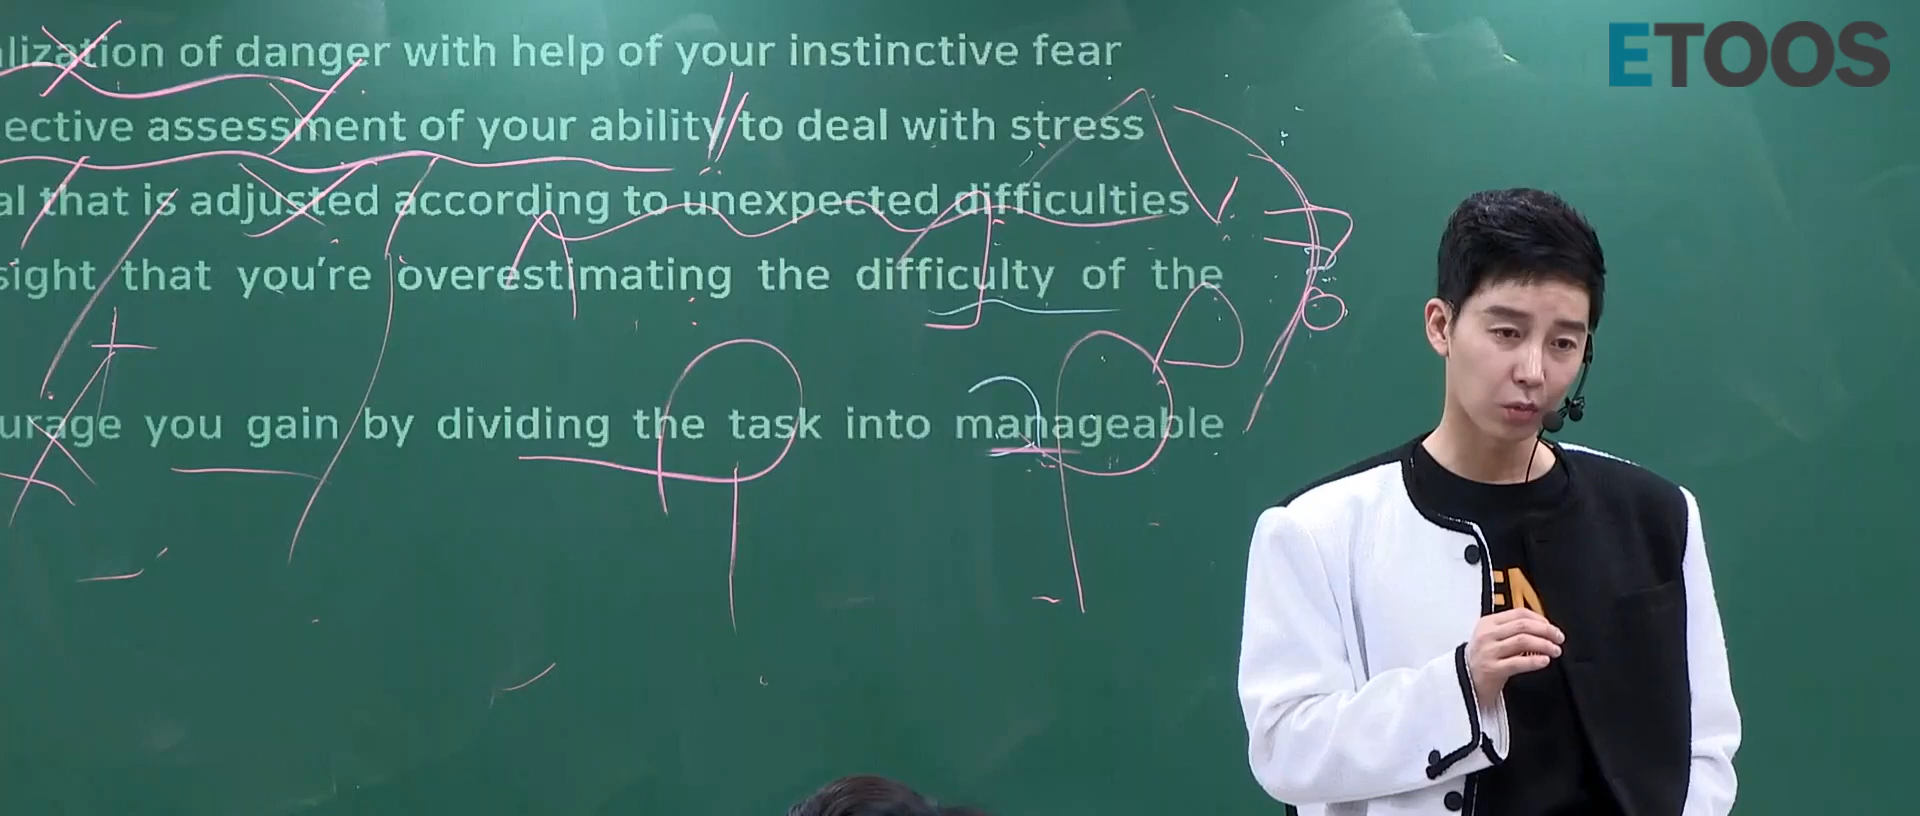 ETOOS
lization of danger with help of your instinctive fear
ective assessment of your ability to deal with stress
al that is adjusted according to unexpected difficulties
sight that you're overestimating the difficulty of the
urage you gain by dividing the task into manageable
EN